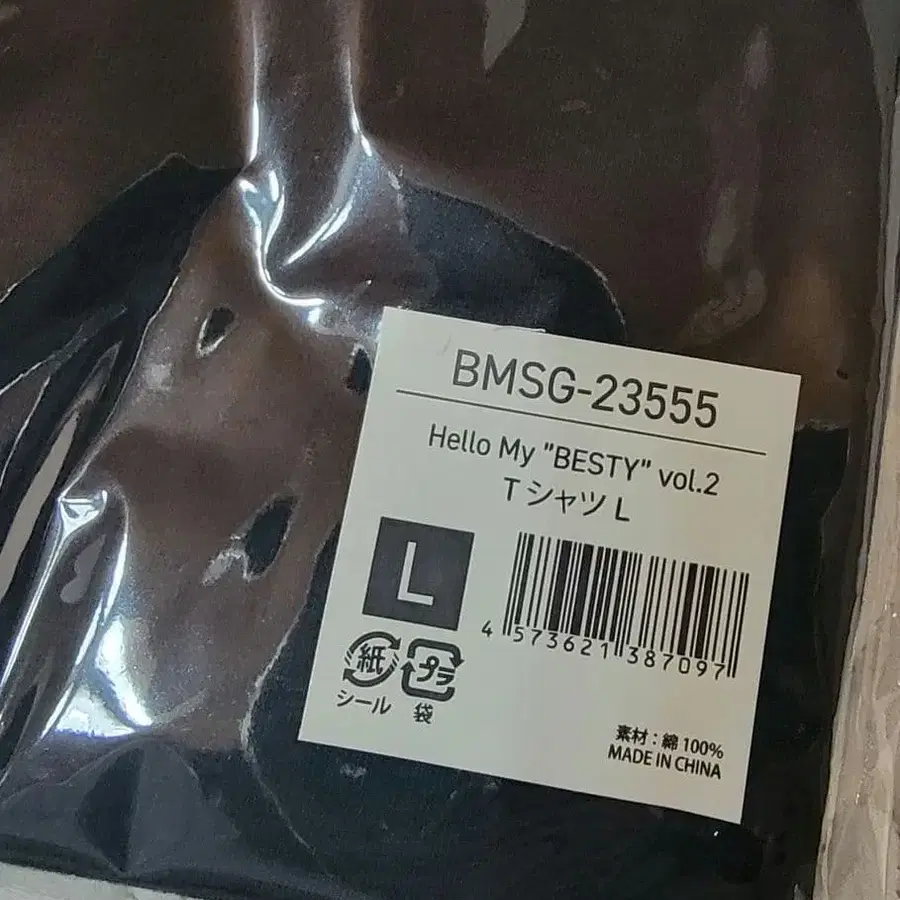 BMSG-23555
Hello My "BESTY" vol.2
Tシャツ L
L
4 573621 387097
紙 プラ
シール 袋
素材：綿 100%
MADE IN CHINA